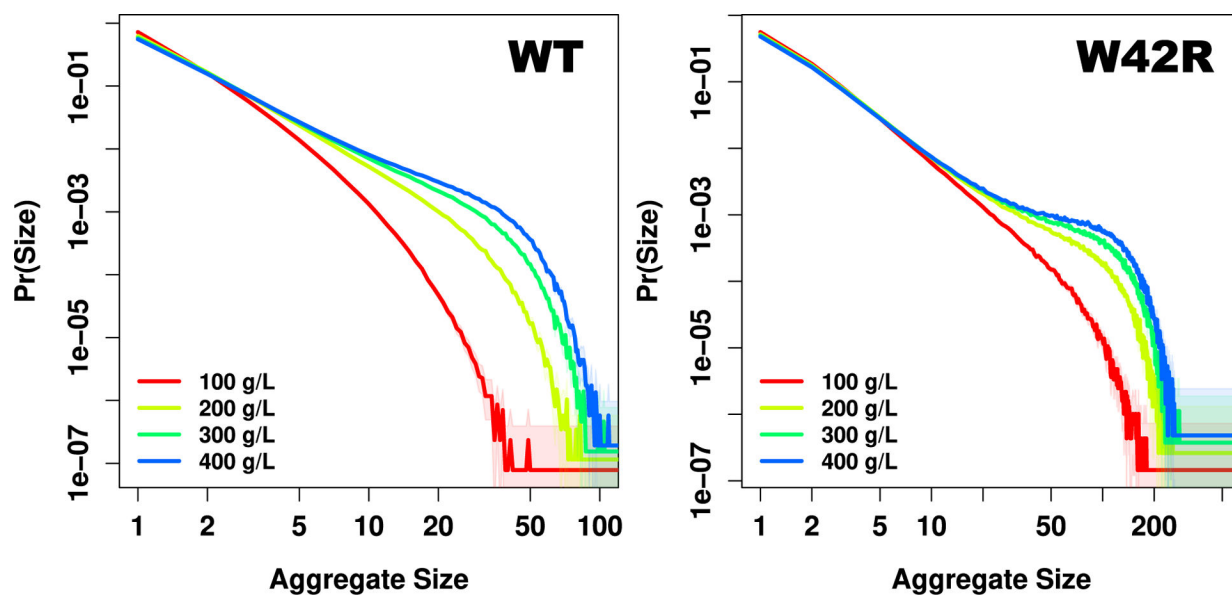 WT
Pr(Size)
1e−01
1e−03
1e−05
1e−07
100 g/L
200 g/L
300 g/L
400 g/L
1 2 5 10 20 50 100
Aggregate Size
W42R
Pr(Size)
1e−01
1e−03
1e−05
1e−07
100 g/L
200 g/L
300 g/L
400 g/L
1 2 5 10 50 200
Aggregate Size